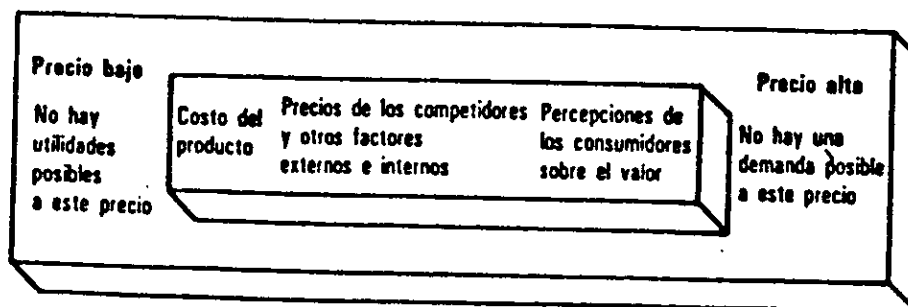 Precio bajo
No hay
utilidades
posibles
a este precio
Costo del
producto
Precios de los competidores
y otros factores
externos e internos
Percepciones de
los consumidores
sobre el valor
Precio alto
No hay una
demanda posible
a este precio